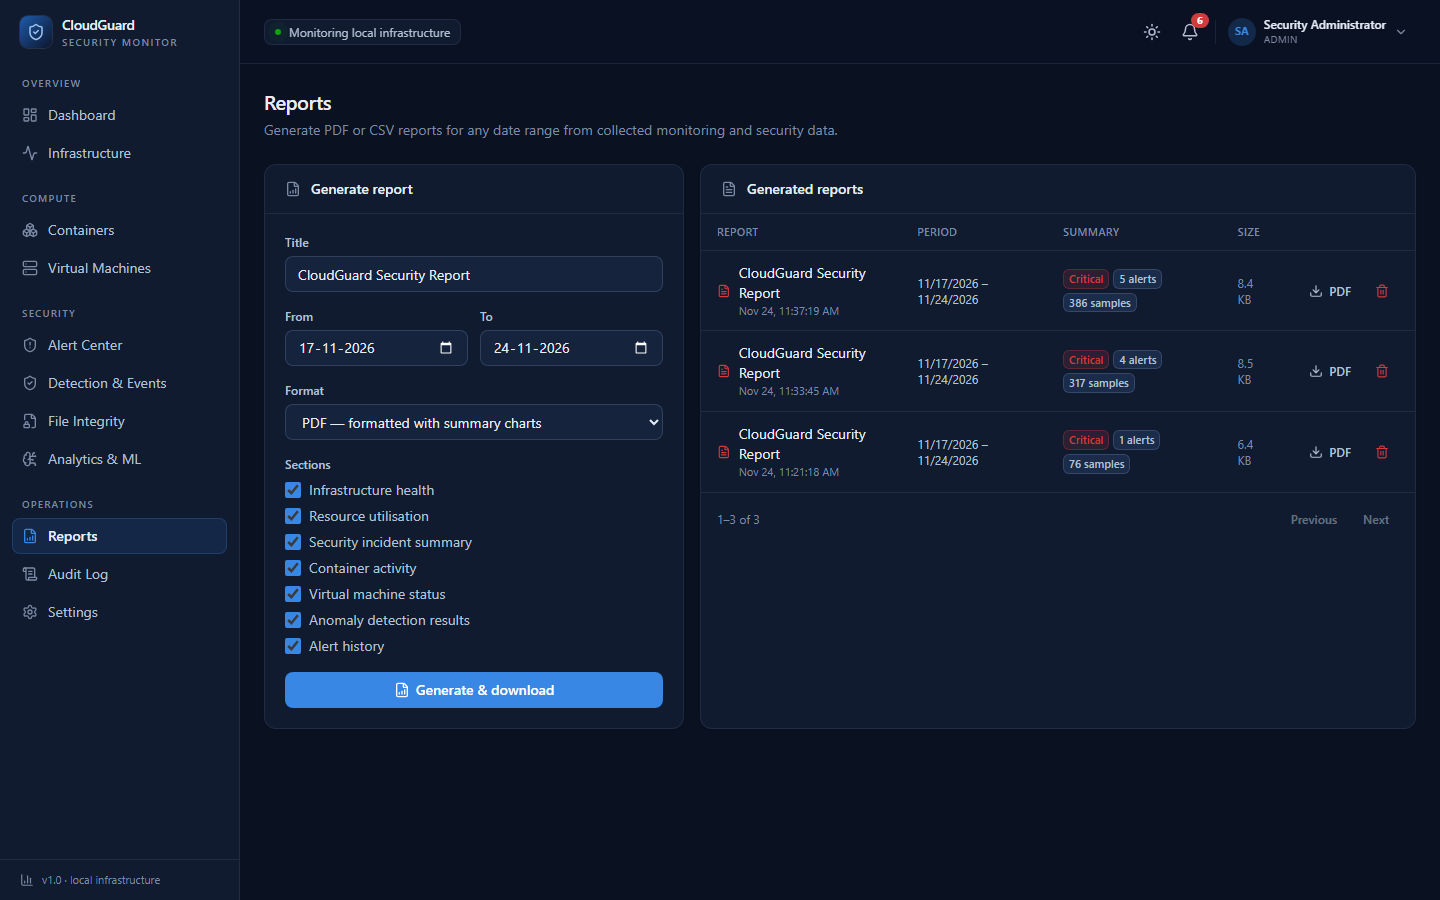 CloudGuard
SECURITY MONITOR
OVERVIEW
Dashboard
Infrastructure
COMPUTE
Containers
Virtual Machines
SECURITY
Alert Center
Detection & Events
File Integrity
Analytics & ML
OPERATIONS
Reports
Audit Log
Settings
v1.0 · local infrastructure
Monitoring local infrastructure
6
SA
Security Administrator
ADMIN
Reports
Generate PDF or CSV reports for any date range from collected monitoring and security data.
Generate report
Title
CloudGuard Security Report
From
To
17-11-2026
24-11-2026
Format
PDF — formatted with summary charts
Sections
Infrastructure health
Resource utilisation
Security incident summary
Container activity
Virtual machine status
Anomaly detection results
Alert history
Generate & download
Generated reports
REPORT PERIOD SUMMARY SIZE
CloudGuard Security
Report
Nov 24, 11:37:19 AM
11/17/2026 –
11/24/2026
Critical 5 alerts
386 samples
8.4
KB
PDF
CloudGuard Security
Report
Nov 24, 11:33:45 AM
11/17/2026 –
11/24/2026
Critical 4 alerts
317 samples
8.5
KB
PDF
CloudGuard Security
Report
Nov 24, 11:21:18 AM
11/17/2026 –
11/24/2026
Critical 1 alerts
76 samples
6.4
KB
PDF
1–3 of 3
Previous
Next